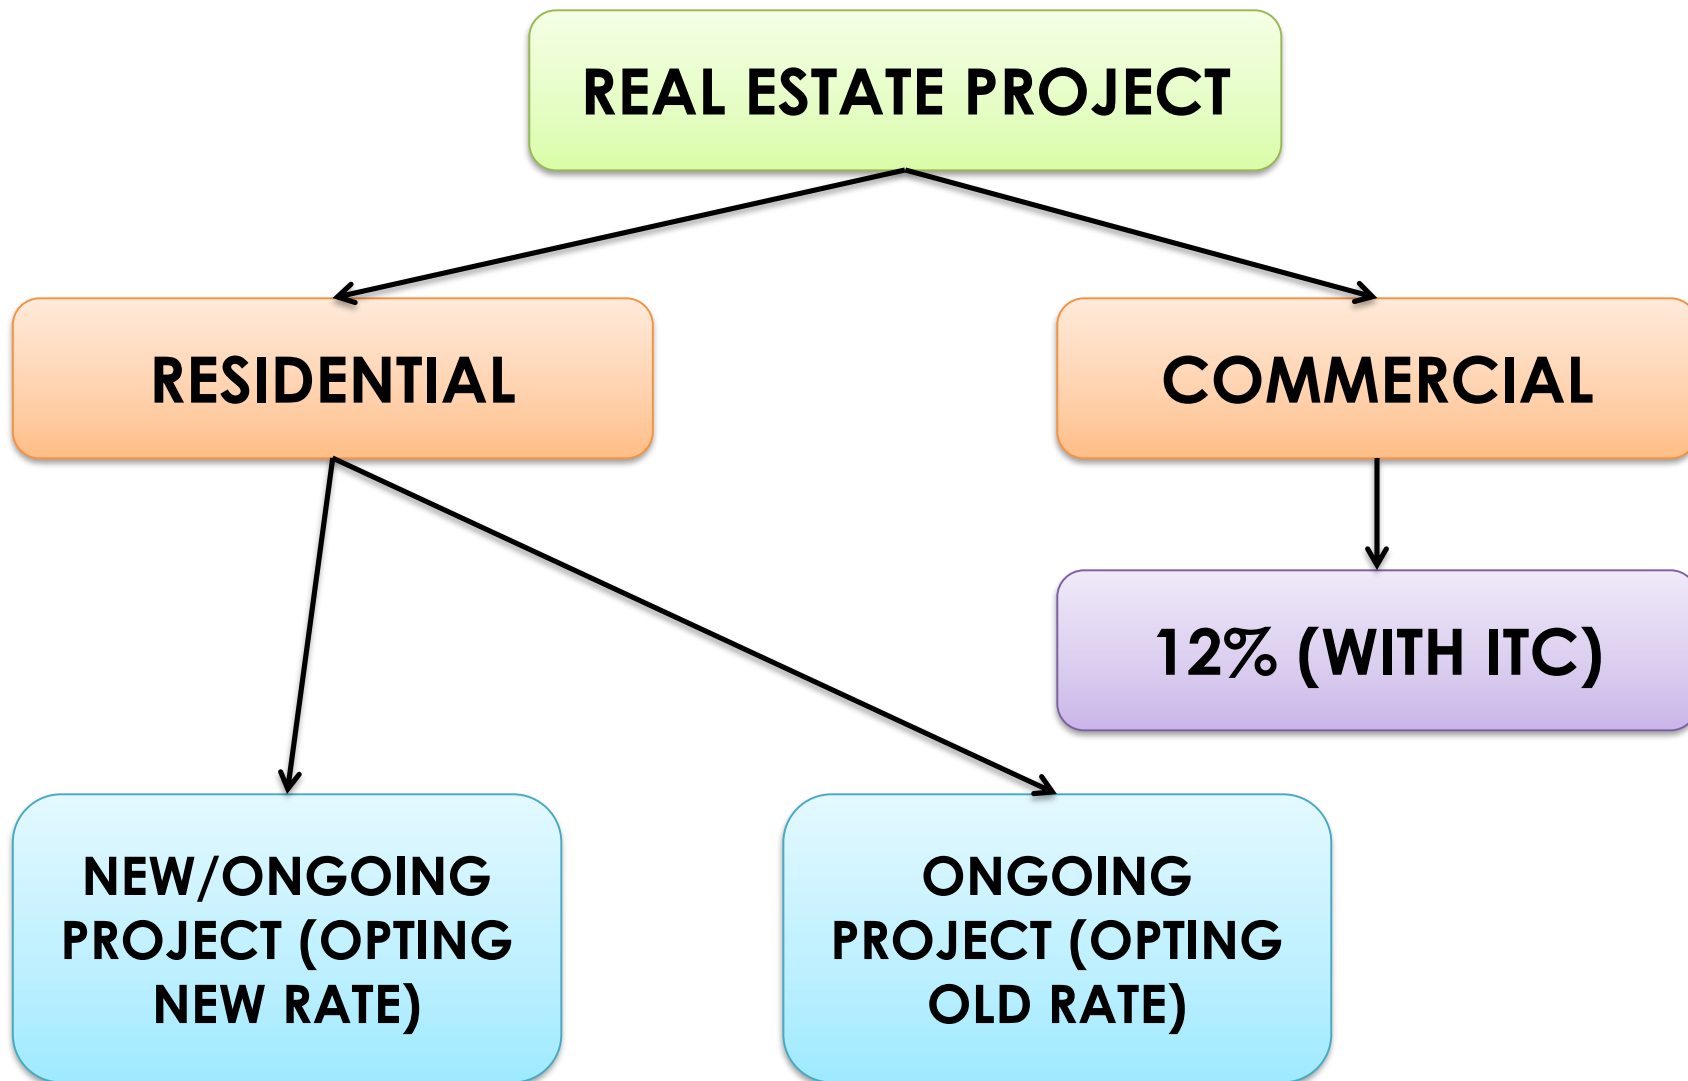 REAL ESTATE PROJECT
RESIDENTIAL
COMMERCIAL
12% (WITH ITC)
NEW/ONGOING
PROJECT (OPTING
NEW RATE)
ONGOING
PROJECT (OPTING
OLD RATE)